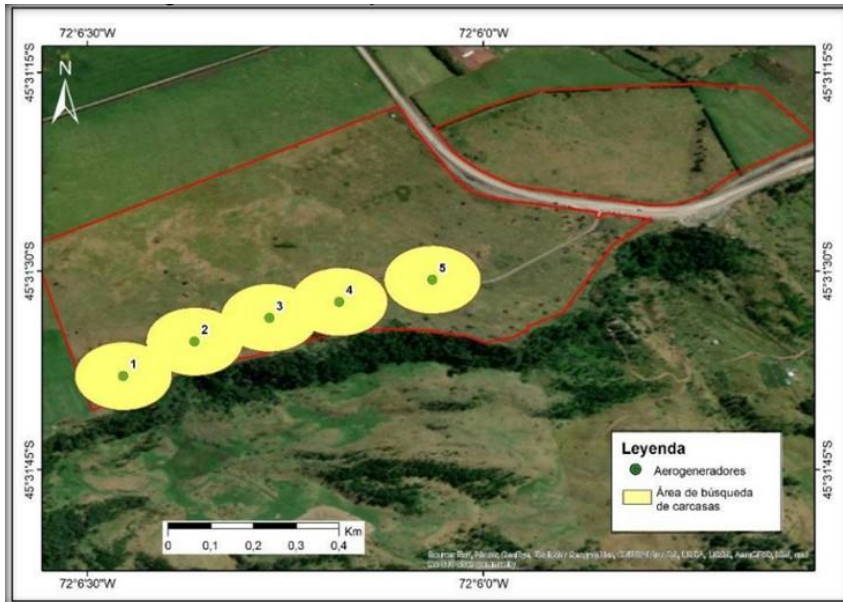 72°6'30"W
72°6'0"W
45°31'15"S
45°31'15"S
N
45°31'30"S
45°31'30"S
5
4
3
2
1
45°31'45"S
45°31'45"S
Leyenda
Aerogeneradores
Área de búsqueda
de carcasas
Km
0
0,1
0,2
0,3
0,4
72°6'30"W
72°6'0"W